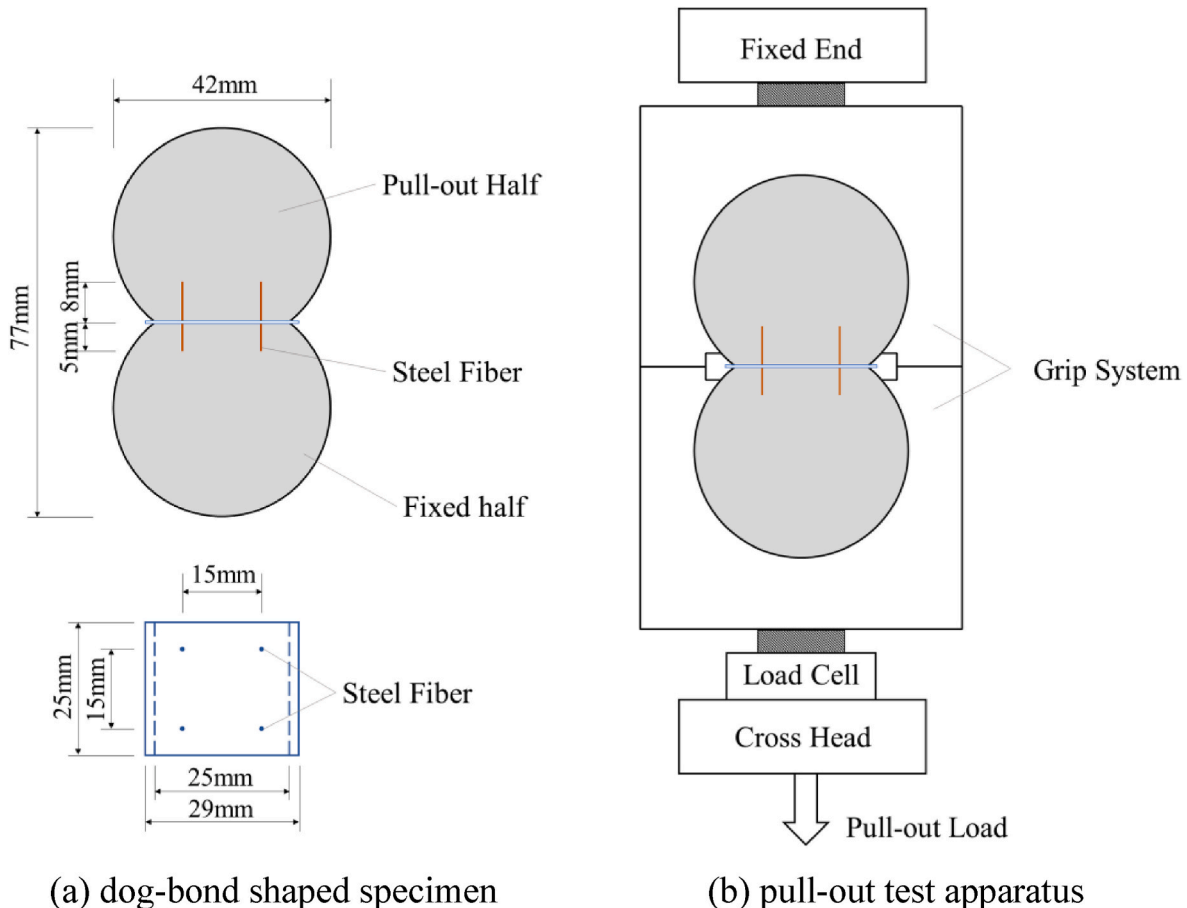 42mm
Pull-out Half
8mm
77mm
5mm
Steel Fiber
Fixed half
15mm
25mm
15mm
Steel Fiber
25mm
29mm
(a) dog-bond shaped specimen
Fixed End
Grip System
Load Cell
Cross Head
Pull-out Load
(b) pull-out test apparatus